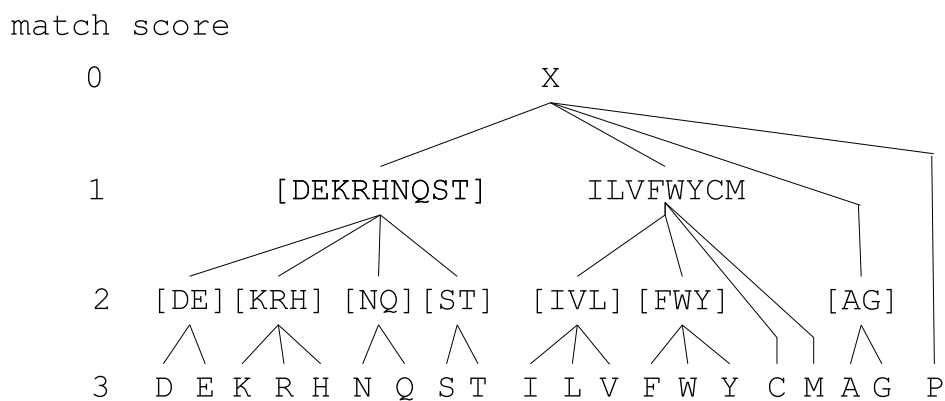 match score
0 X
1 [DEKRHNQST] ILVFWYCM
2 [DE] [KRH] [NQ] [ST] [IVL] [FWY] [AG]
3 D E K R H N Q S T I L V F W Y C M A G P